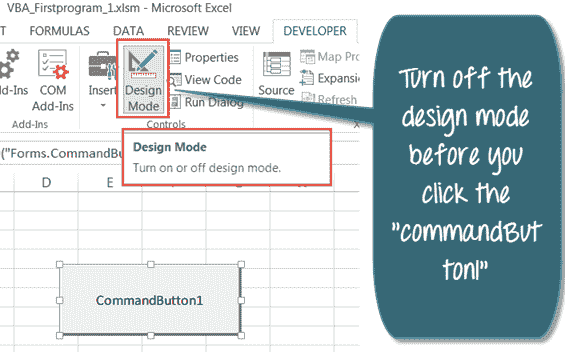 VBA_Firstprogram_1.xlsm - Microsoft Excel
T FORMULAS DATA REVIEW VIEW DEVELOPER
Add-Ins COM Add-Ins
Insert
Design Mode
Properties
View Code
Run Dialog
Source
Map Pro
Expansio
Refresh
Add-Ins Controls X
("Forms.CommandBu
Design Mode
Turn on or off design mode.
D E
CommandButton1
Turn off the
design mode
before you
click the
"commandBut
ton1"